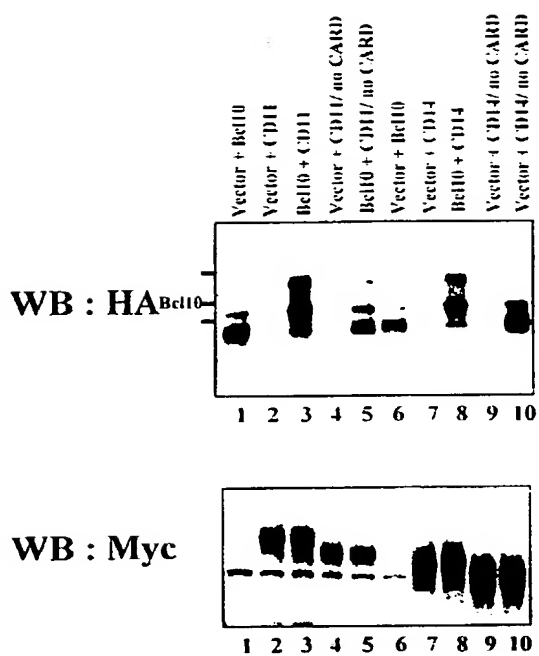 Vector + Bcl10
Vector + CD11
Bcl10 + CD11
Vector + CD11/ no CARD
Bcl10 + CD11/ no CARD
Vector + Bcl10
Vector + CD14
Bcl10 + CD14
Vector + CD14/ no CARD
Vector + CD14/ no CARD
WB : HA Bcl10
1 2 3 4 5 6 7 8 9 10
WB : Myc
1 2 3 4 5 6 7 8 9 10